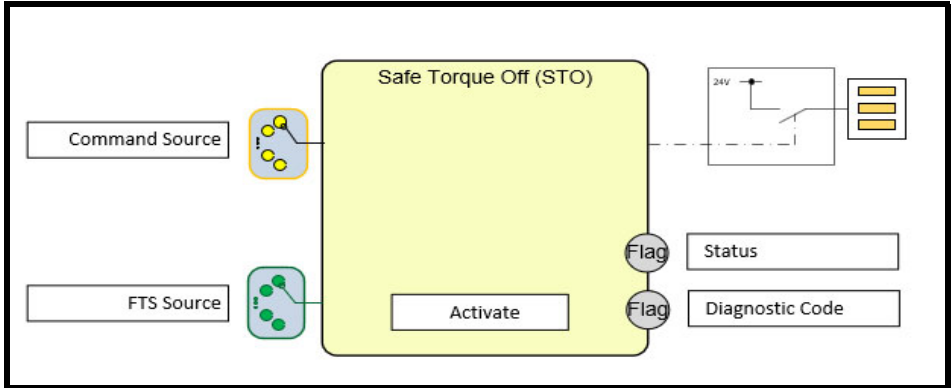 Safe Torque Off (STO)
24V
Command Source
Flag
Status
FTS Source
Activate
Flag
Diagnostic Code